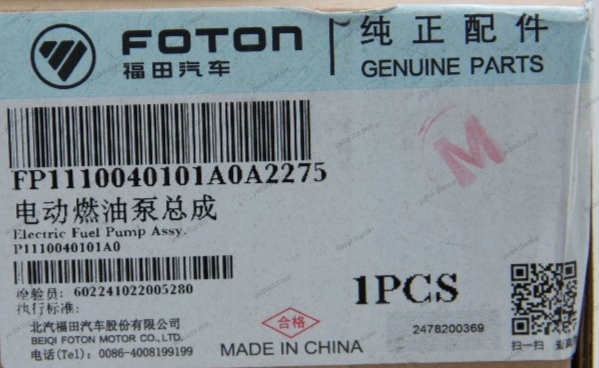 FOTON
福田汽车
纯正配件
GENUINE PARTS
FP1110040101A0A2275
M
电动燃油泵总成
Electric Fuel Pump Assy.
P1110040101A0
检验员: 602241022005280
执行标准:
1PCS
北汽福田汽车股份有限公司
BEIQI FOTON MOTOR CO.,LTD.
电话(Tel): 0086-4008199199
合格
MADE IN CHINA
2478200369
扫一扫